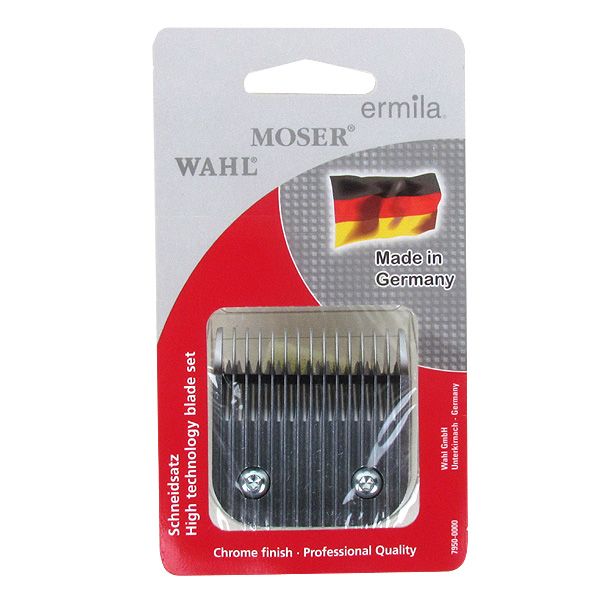 ermila®
MOSER®
WAHL®
Made in
Germany
Schneidsatz
High technology blade set
Wahl GmbH
Unterkirnach - Germany
7950-0000
Chrome finish · Professional Quality